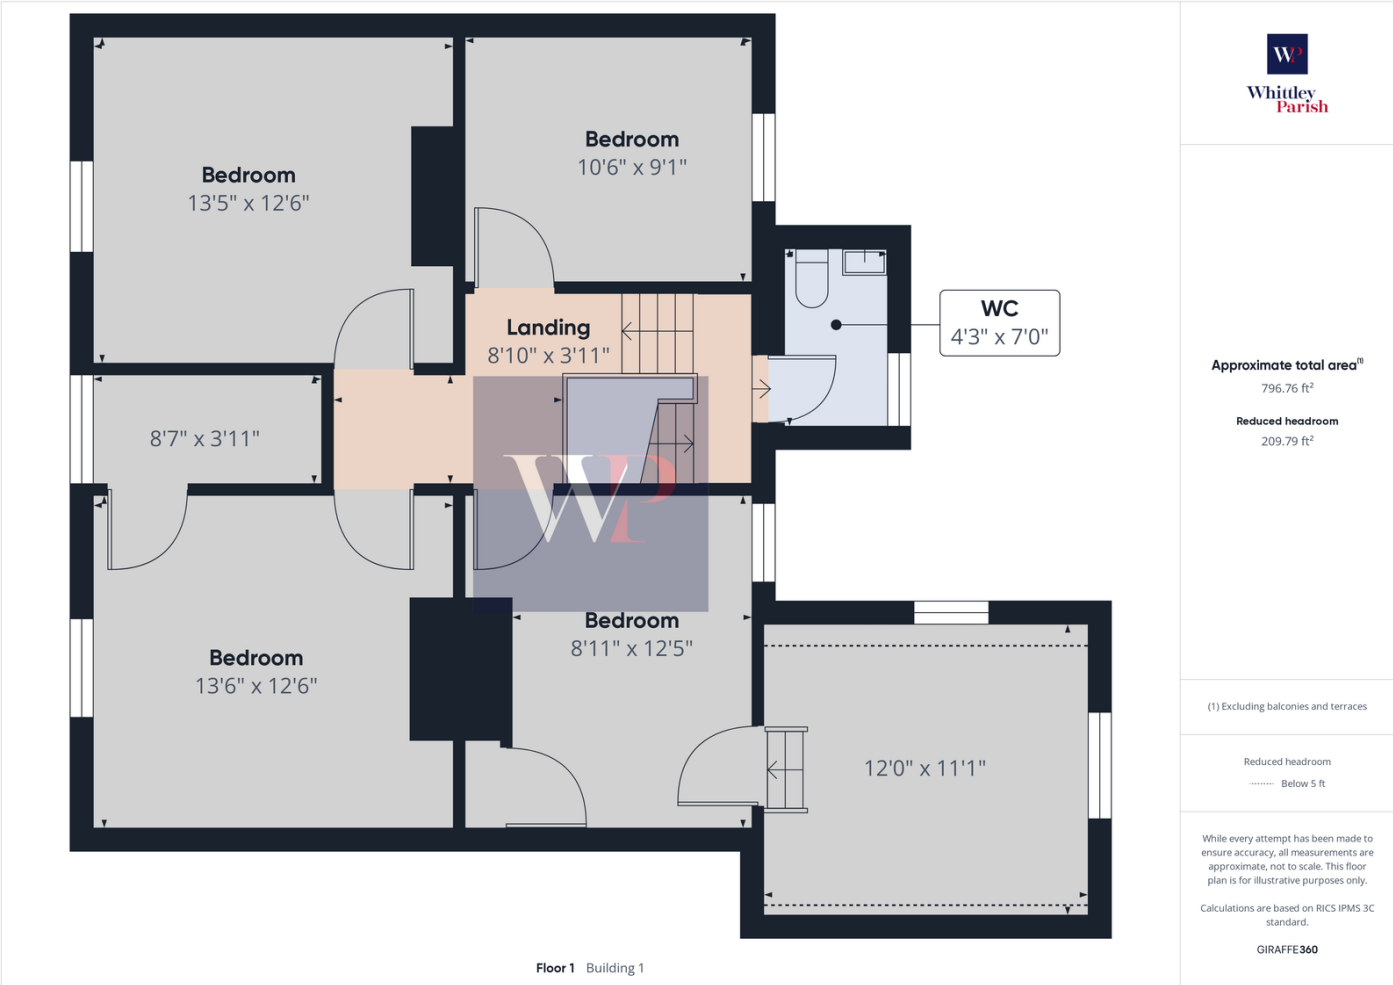 Bedroom
13'5" x 12'6"
Bedroom
10'6" x 9'1"
Landing
8'10" x 3'11"
WC
4'3" x 7'0"
8'7" x 3'11"
WP
Bedroom
13'6" x 12'6"
Bedroom
8'11" x 12'5"
12'0" x 11'1"
Floor 1 Building 1
WP
Whittley
Parish
Approximate total area(1)
796.76 ft²
Reduced headroom
209.79 ft²
(1) Excluding balconies and terraces
Reduced headroom
Below 5 ft
While every attempt has been made to
ensure accuracy, all measurements are
approximate, not to scale. This floor
plan is for illustrative purposes only.
Calculations are based on RICS IPMS 3C
standard.
GIRAFFE360